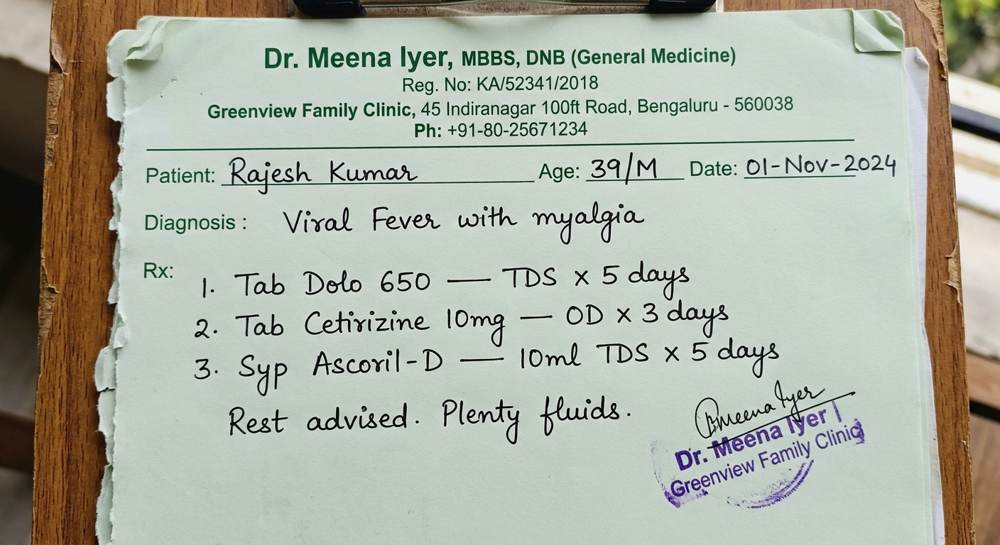 Dr. Meena Iyer, MBBS, DNB (General Medicine)
Reg. No: KA/52341/2018
Greenview Family Clinic, 45 Indiranagar 100ft Road, Bengaluru - 560038
Ph: +91-80-25671234
Patient: Rajesh Kumar Age: 39/M Date: 01-Nov-2024
Diagnosis: Viral Fever with myalgia
Rx:
1. Tab Dolo 650 — TDS x 5 days
2. Tab Cetirizine 10mg — OD x 3 days
3. Syp Ascoril-D — 10ml TDS x 5 days
Rest advised. Plenty fluids.
Meena Iyer
Dr. Meena Iyer
Greenview Family Clinic